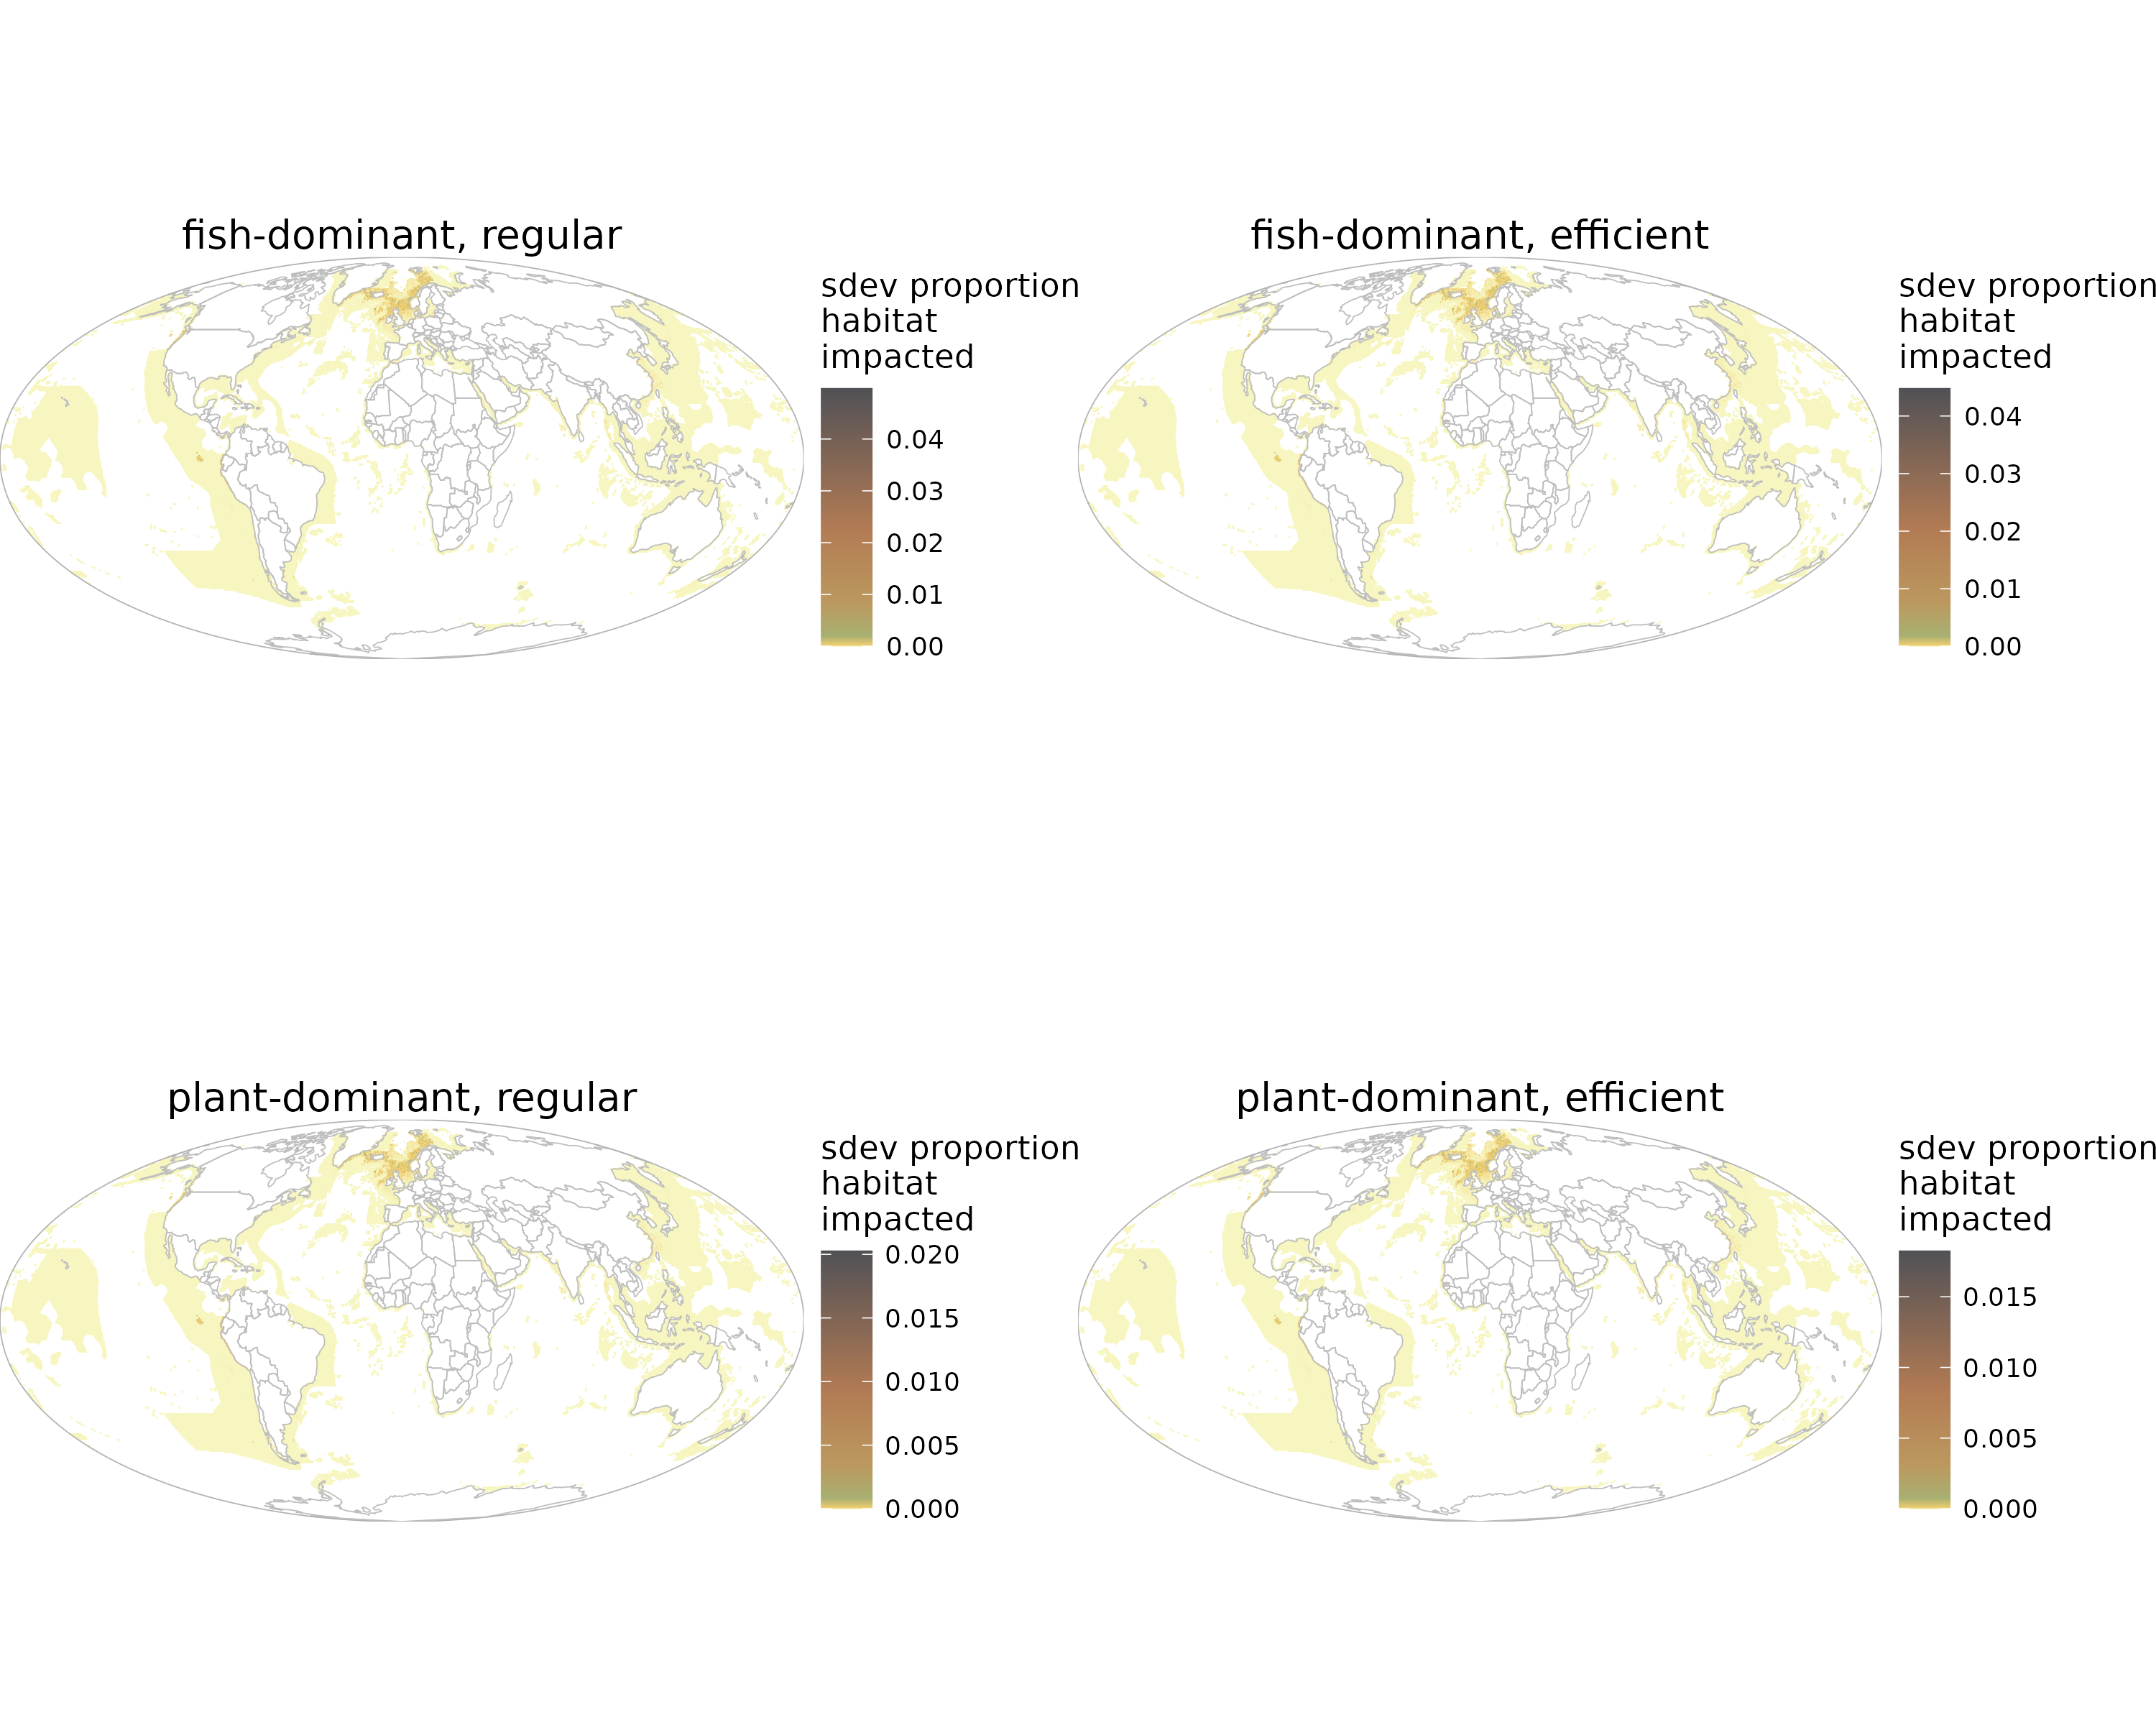 fish-dominant, regular
sdev proportion
habitat
impacted
0.04
0.03
0.02
0.01
0.00
fish-dominant, efficient
sdev proportion
habitat
impacted
0.04
0.03
0.02
0.01
0.00
plant-dominant, regular
sdev proportion
habitat
impacted
0.020
0.015
0.010
0.005
0.000
plant-dominant, efficient
sdev proportion
habitat
impacted
0.015
0.010
0.005
0.000